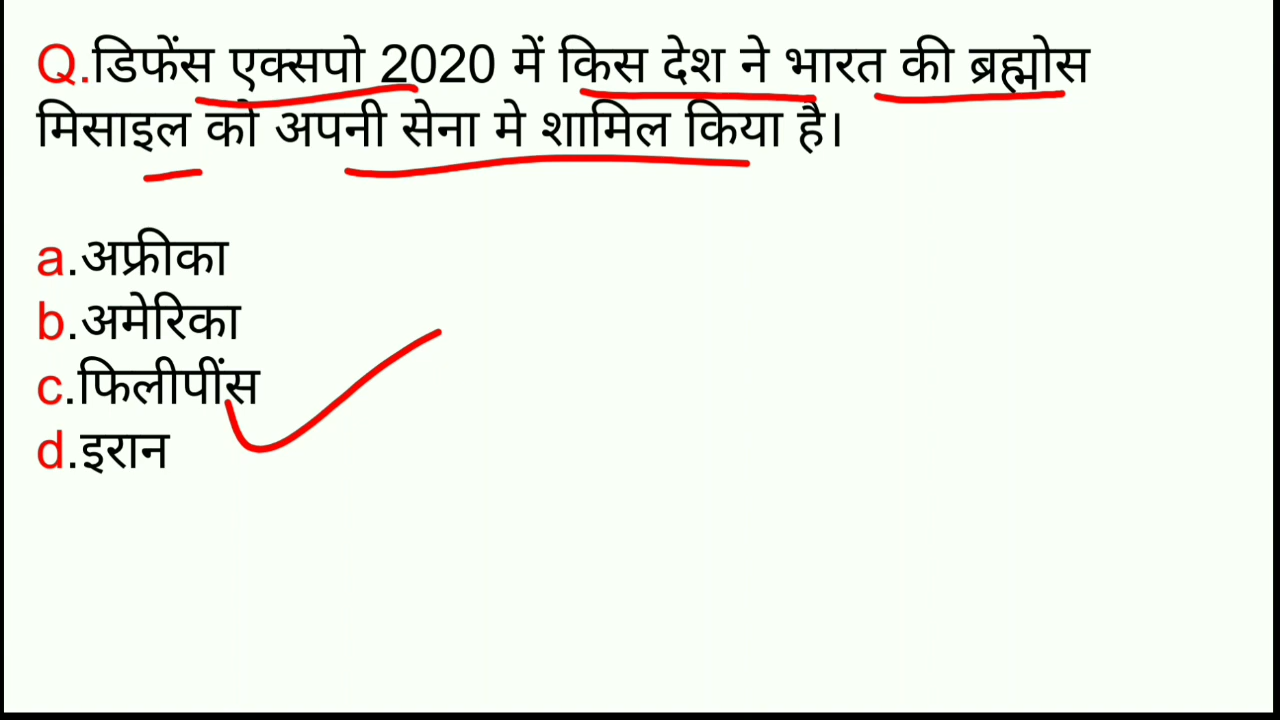 Q.डिफेंस एक्सपो 2020 में किस देश ने भारत की ब्रह्मोस
मिसाइल को अपनी सेना मे शामिल किया है।
a.अफ्रीका
b.अमेरिका
c.फिलीपींस
d.इरान